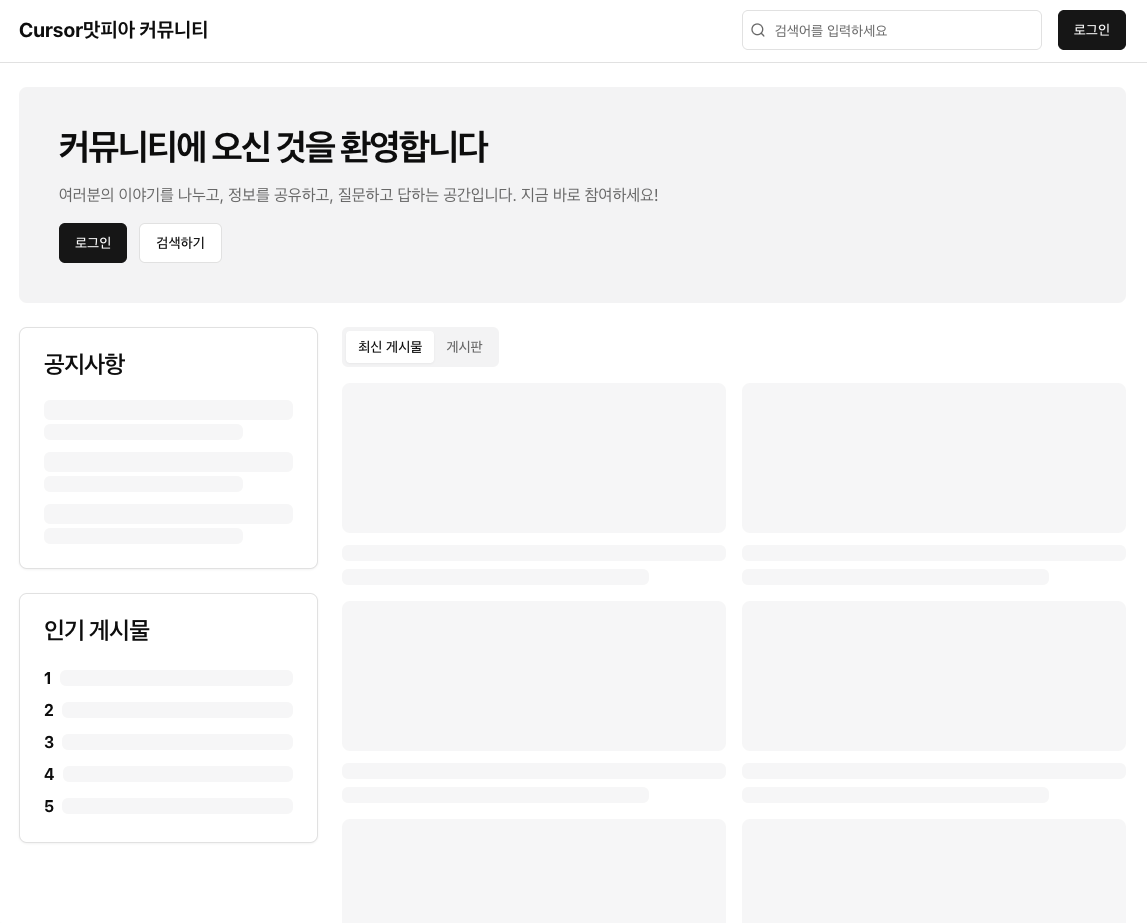 Cursor맛피아 커뮤니티
검색어를 입력하세요
로그인
커뮤니티에 오신 것을 환영합니다
여러분의 이야기를 나누고, 정보를 공유하고, 질문하고 답하는 공간입니다. 지금 바로 참여하세요!
로그인
검색하기
공지사항
최신 게시물
게시판
인기 게시물
1
2
3
4
5